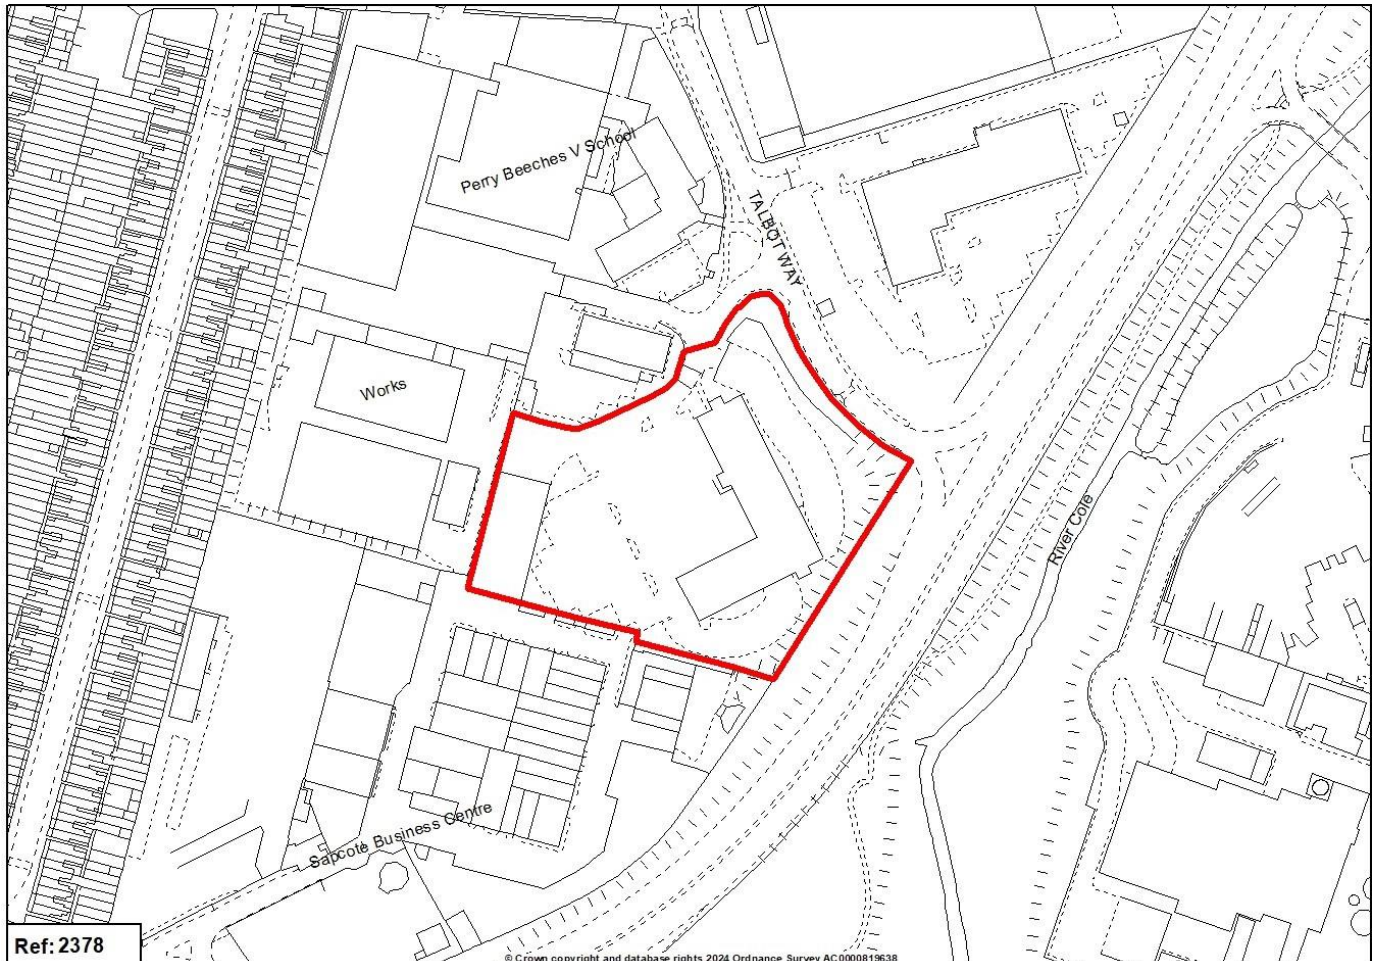 Perry Beeches V School
TALBOT WAY
Works
River Cole
Sapcote Business Centre
Ref: 2378
© Crown copyright and database rights 2024 Ordnance Survey AC0000819638